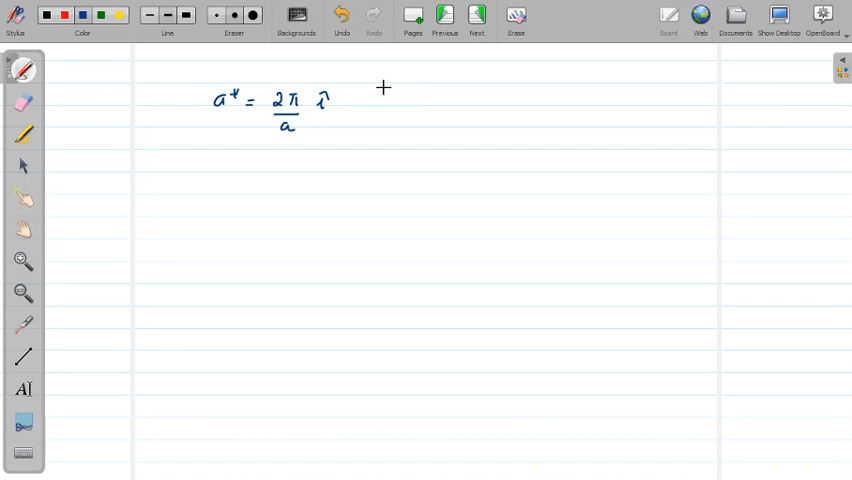 Stylus Color Line Eraser Backgrounds Undo Redo Pages Previous Next Erase Board Web Documents Show Desktop OpenBoard
a* = 2π/a î